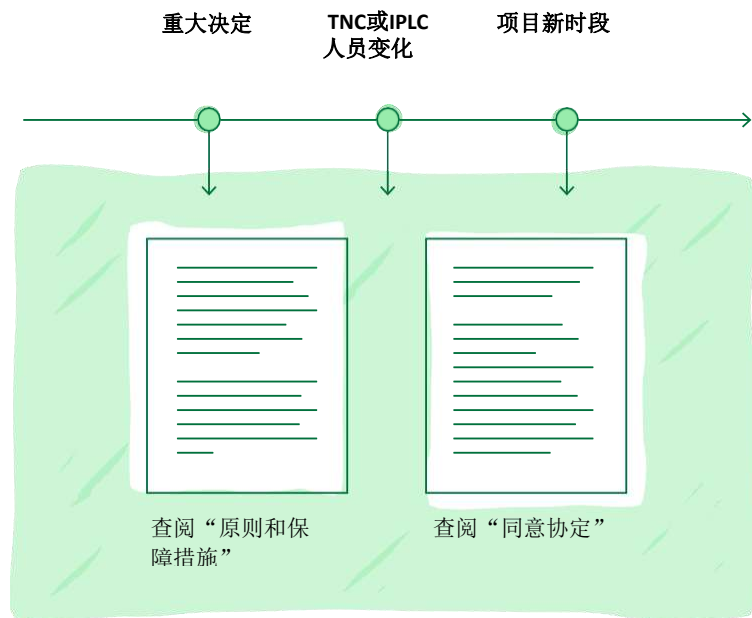 重大决定
TNC或IPLC
人员变化
项目新时段
查阅“原则和保
障措施”
查阅“同意协定”